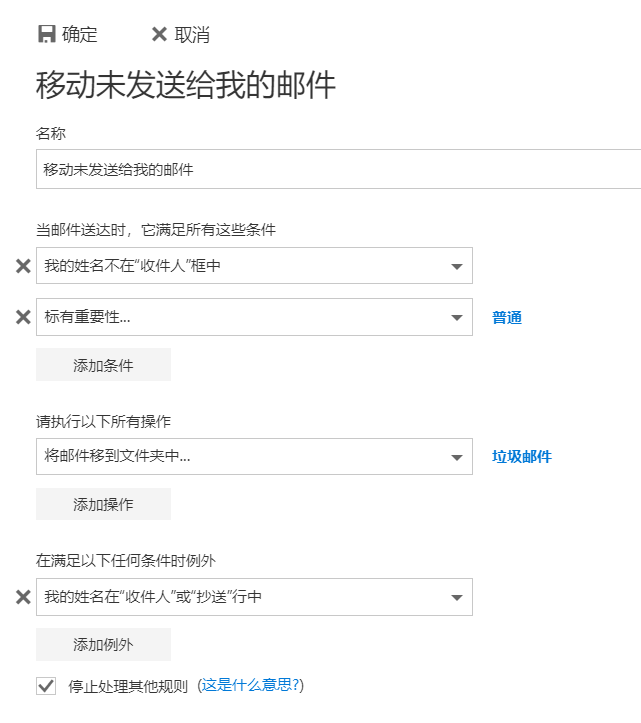 确定 取消
移动未发送给我的邮件
名称
移动未发送给我的邮件
当邮件送达时，它满足所有这些条件
我的姓名不在“收件人”框中
标有重要性... 普通
添加条件
请执行以下所有操作
将邮件移到文件夹中... 垃圾邮件
添加操作
在满足以下任何条件时例外
我的姓名在“收件人”或“抄送”行中
添加例外
停止处理其他规则 (这是什么意思?)